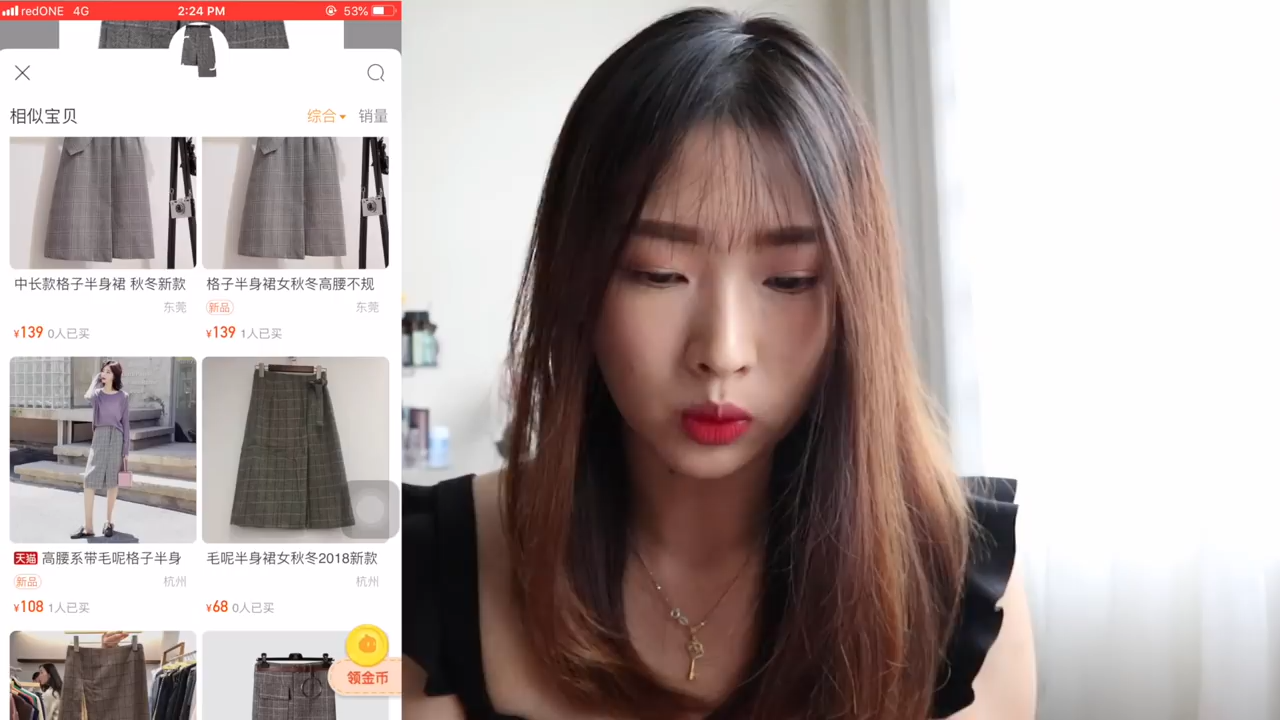 redONE 4G 2:24 PM 53%
相似宝贝 综合 销量
中长款格子半身裙 秋冬新款
东莞
¥139 0人已买
格子半身裙女秋冬高腰不规
新品 东莞
¥139 1人已买
天猫 高腰系带毛呢格子半身
新品 杭州
¥108 1人已买
毛呢半身裙女秋冬2018新款
杭州
¥68 0人已买
领金币